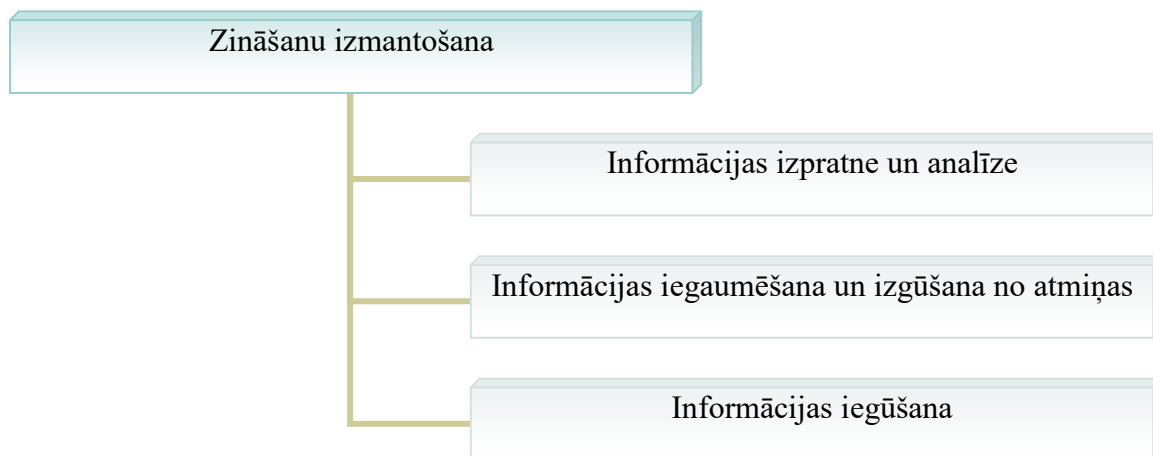 Zināšanu izmantošana
Informācijas izpratne un analīze
Informācijas iegaumēšana un izgūšana no atmiņas
Informācijas iegūšana